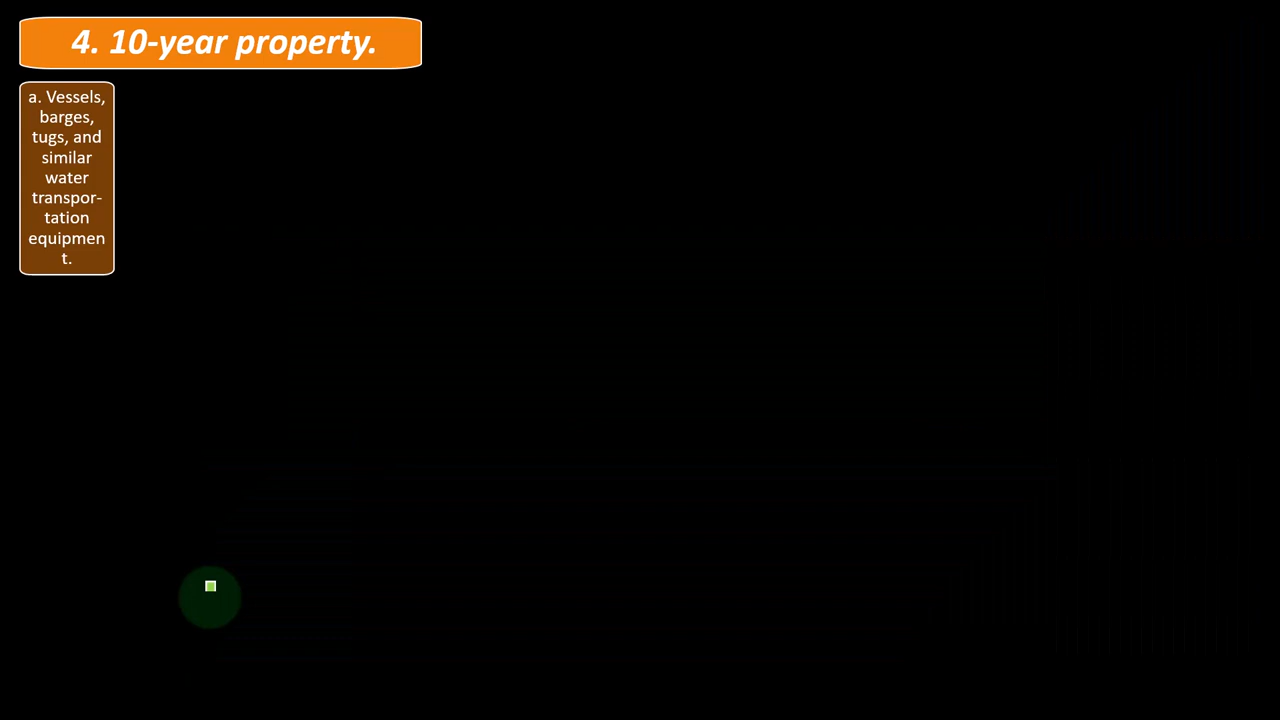 4. 10-year property.
a. Vessels,
barges,
tugs, and
similar
water
transpor-
tation
equipmen
t.